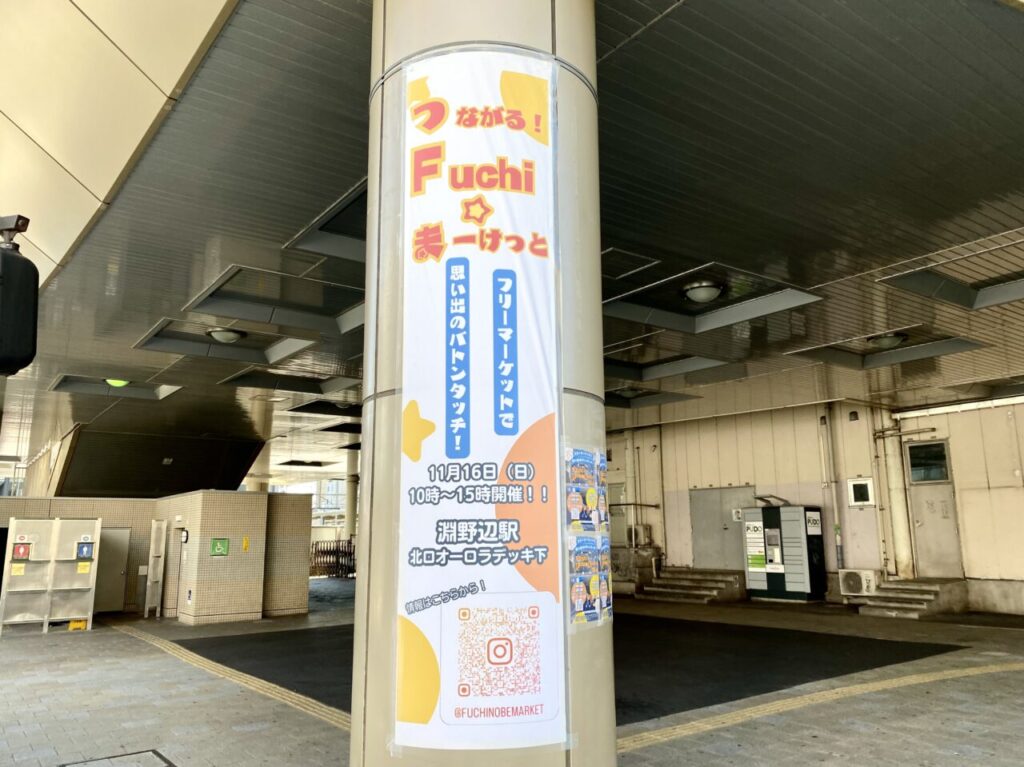 つながる！
Fuchi
☆
まーけっと
フリーマーケットで
思い出のバトンタッチ！
11月16日（日）
10時〜15時開催！！
淵野辺駅
北口オーロラデッキ下
情報はこちらから！
@FUCHINOBEMARKET
PUDO
PUDO